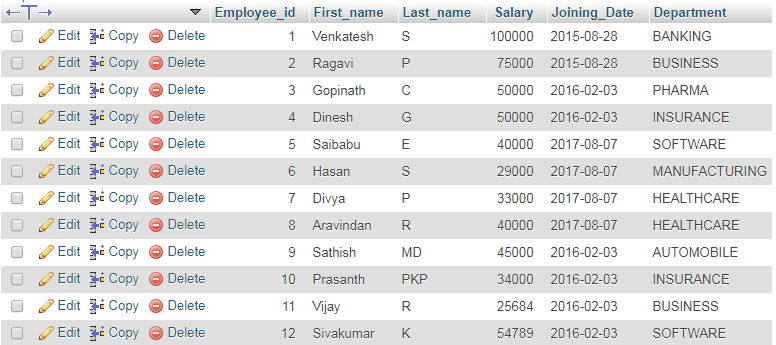 Employee_id First_name Last_name Salary Joining_Date Department
Edit Copy Delete 1 Venkatesh S 100000 2015-08-28 BANKING
Edit Copy Delete 2 Ragavi P 75000 2015-08-28 BUSINESS
Edit Copy Delete 3 Gopinath C 50000 2016-02-03 PHARMA
Edit Copy Delete 4 Dinesh G 50000 2016-02-03 INSURANCE
Edit Copy Delete 5 Saibabu E 40000 2017-08-07 SOFTWARE
Edit Copy Delete 6 Hasan S 29000 2017-08-07 MANUFACTURING
Edit Copy Delete 7 Divya P 33000 2017-08-07 HEALTHCARE
Edit Copy Delete 8 Aravindan R 40000 2017-08-07 HEALTHCARE
Edit Copy Delete 9 Sathish MD 45000 2016-02-03 AUTOMOBILE
Edit Copy Delete 10 Prasanth PKP 34000 2016-02-03 INSURANCE
Edit Copy Delete 11 Vijay R 25684 2016-02-03 BUSINESS
Edit Copy Delete 12 Sivakumar K 54789 2016-02-03 SOFTWARE